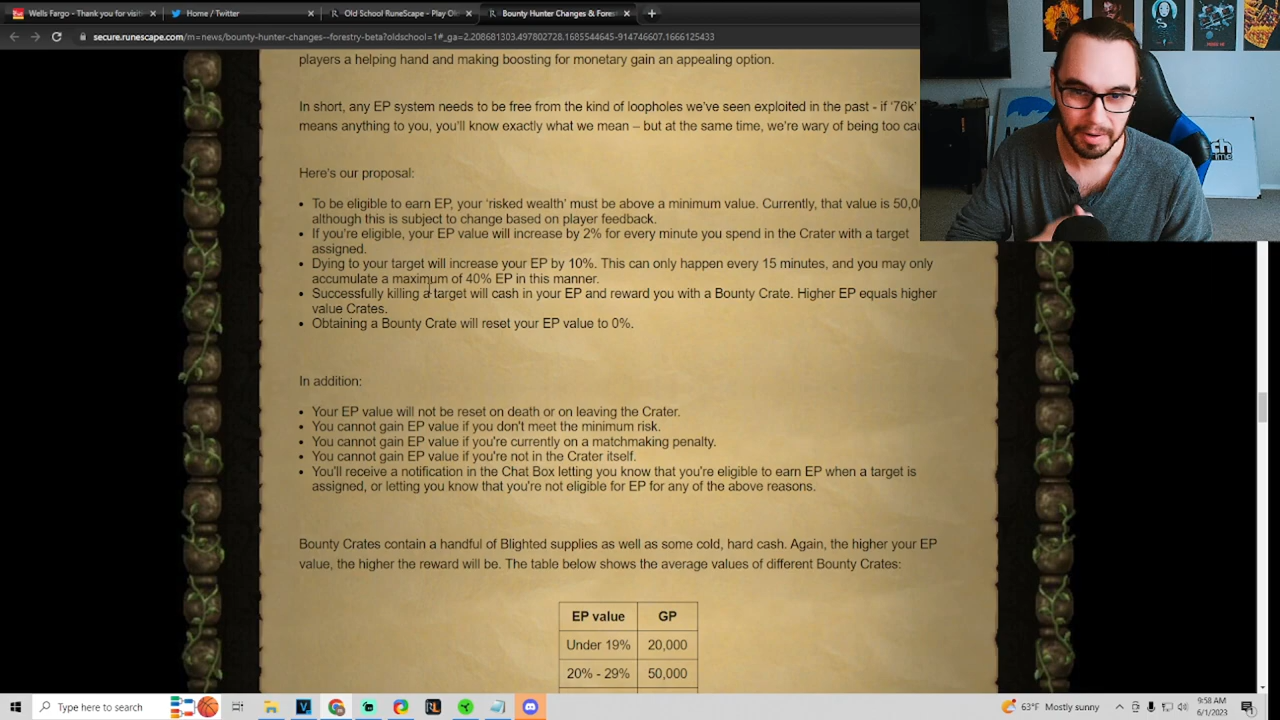 Wells Fargo - Thank you for visiti
Home / Twitter
Old School RuneScape - Play Ol
Bounty Hunter Changes & Fores
secure.runescape.com/m=news/bounty-hunter-changes--forestry-beta?oldschool=1#_ga=2.208681303.497802728.1685544645-914746607.1666125433
players a helping hand and making boosting for monetary gain an appealing option.
In short, any EP system needs to be free from the kind of loopholes we've seen exploited in the past - if '76k'
means anything to you, you'll know exactly what we mean – but at the same time, we're wary of being too cau
Here's our proposal:
• To be eligible to earn EP, your 'risked wealth' must be above a minimum value. Currently, that value is 50,0
although this is subject to change based on player feedback.
• If you're eligible, your EP value will increase by 2% for every minute you spend in the Crater with a target
assigned.
• Dying to your target will increase your EP by 10%. This can only happen every 15 minutes, and you may only
accumulate a maximum of 40% EP in this manner.
• Successfully killing a target will cash in your EP and reward you with a Bounty Crate. Higher EP equals higher
value Crates.
• Obtaining a Bounty Crate will reset your EP value to 0%.
In addition:
• Your EP value will not be reset on death or on leaving the Crater.
• You cannot gain EP value if you don't meet the minimum risk.
• You cannot gain EP value if you're currently on a matchmaking penalty.
• You cannot gain EP value if you're not in the Crater itself.
• You'll receive a notification in the Chat Box letting you know that you're eligible to earn EP when a target is
assigned, or letting you know that you're not eligible for EP for any of the above reasons.
Bounty Crates contain a handful of Blighted supplies as well as some cold, hard cash. Again, the higher your EP
value, the higher the reward will be. The table below shows the average values of different Bounty Crates:
EP value GP
Under 19% 20,000
20% - 29% 50,000
Type here to search
63°F Mostly sunny
9:58 AM
6/1/2023